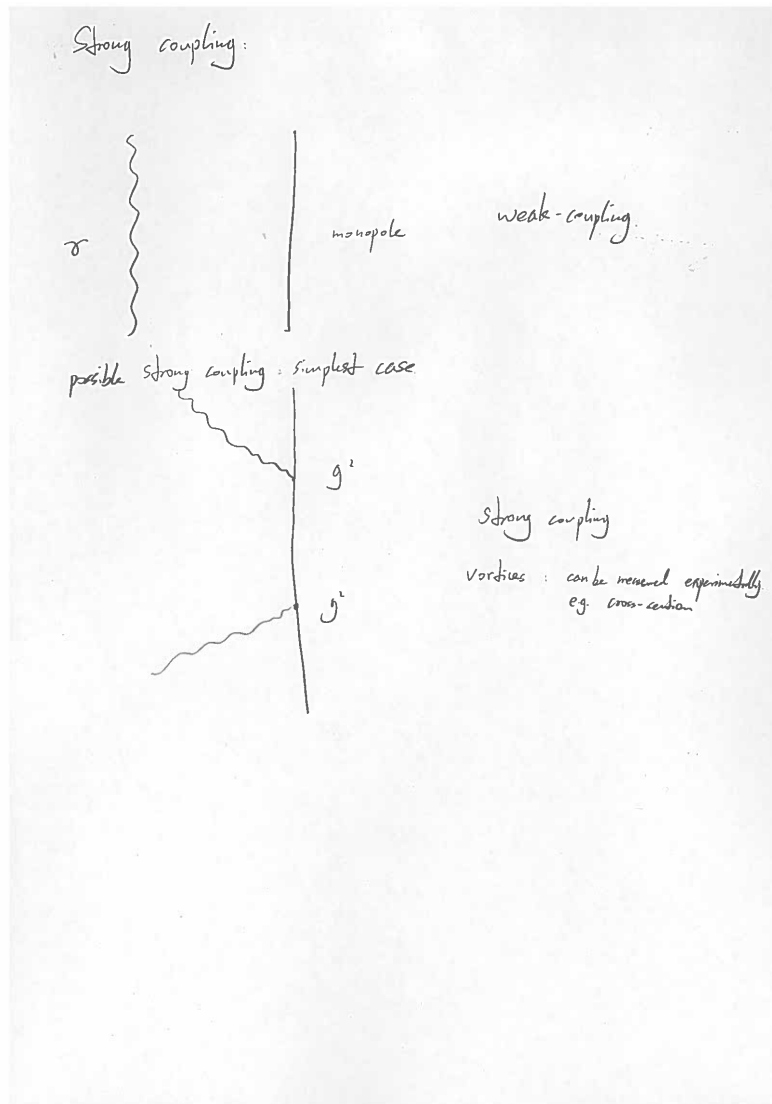 Strong coupling:
γ
monopole
weak-coupling.
possible strong coupling: simplest case
g²
g²
strong coupling
vortices : can be measured experimentally
e.g. cross-section